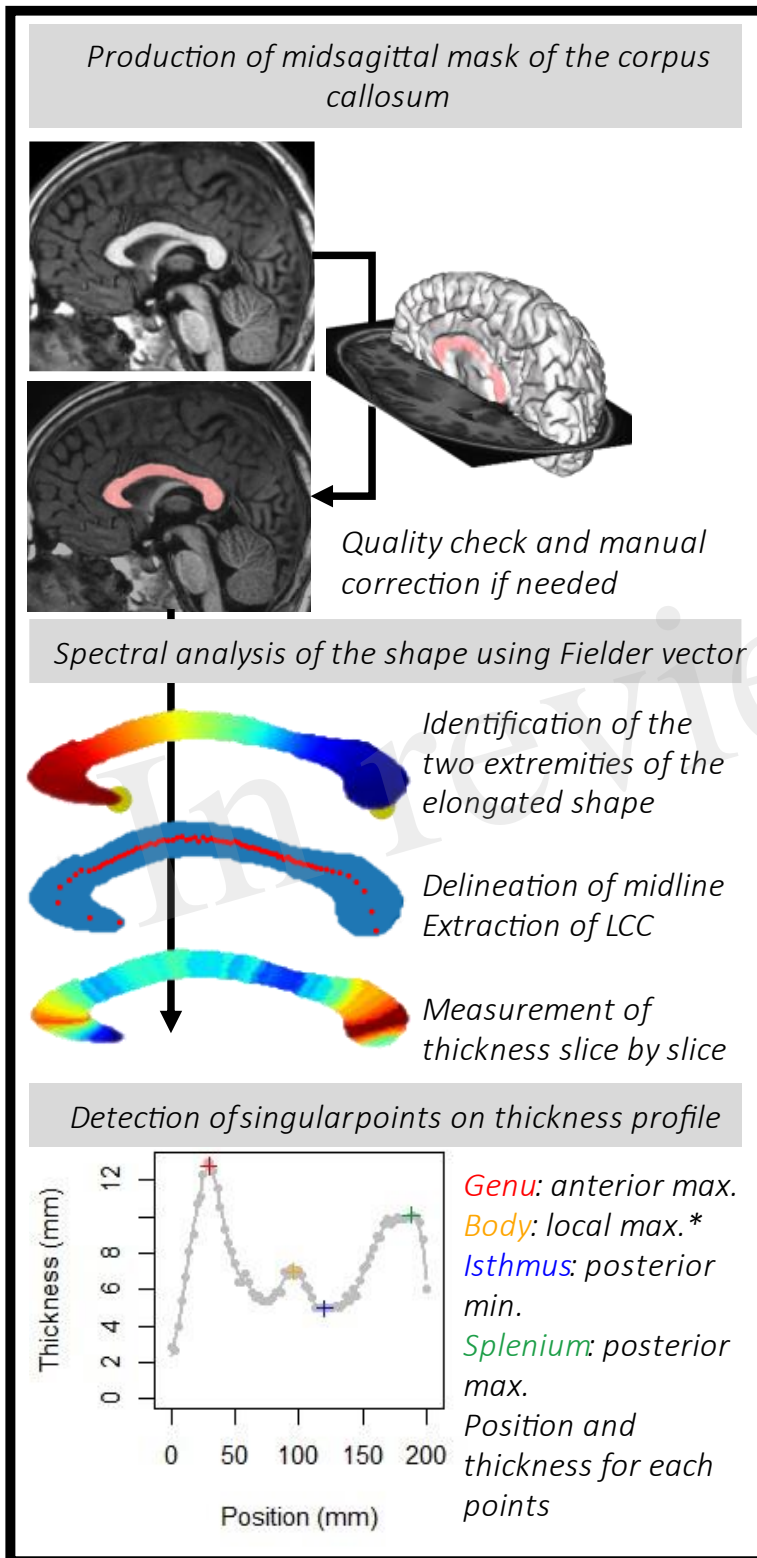 Production of midsagittal mask of the corpus
callosum
Quality check and manual
correction if needed
Spectral analysis of the shape using Fielder vector
Identification of the
two extremities of the
elongated shape
Delineation of midline
Extraction of LCC
Measurement of
thickness slice by slice
Detection ofsingularpoints on thickness profile
Thickness (mm)
12
8
6
4
2
0
0 50 100 150 200
Position (mm)
Genu: anterior max.
Body: local max.*
Isthmus: posterior
min.
Splenium: posterior
max.
Position and
thickness for each
points
In revie